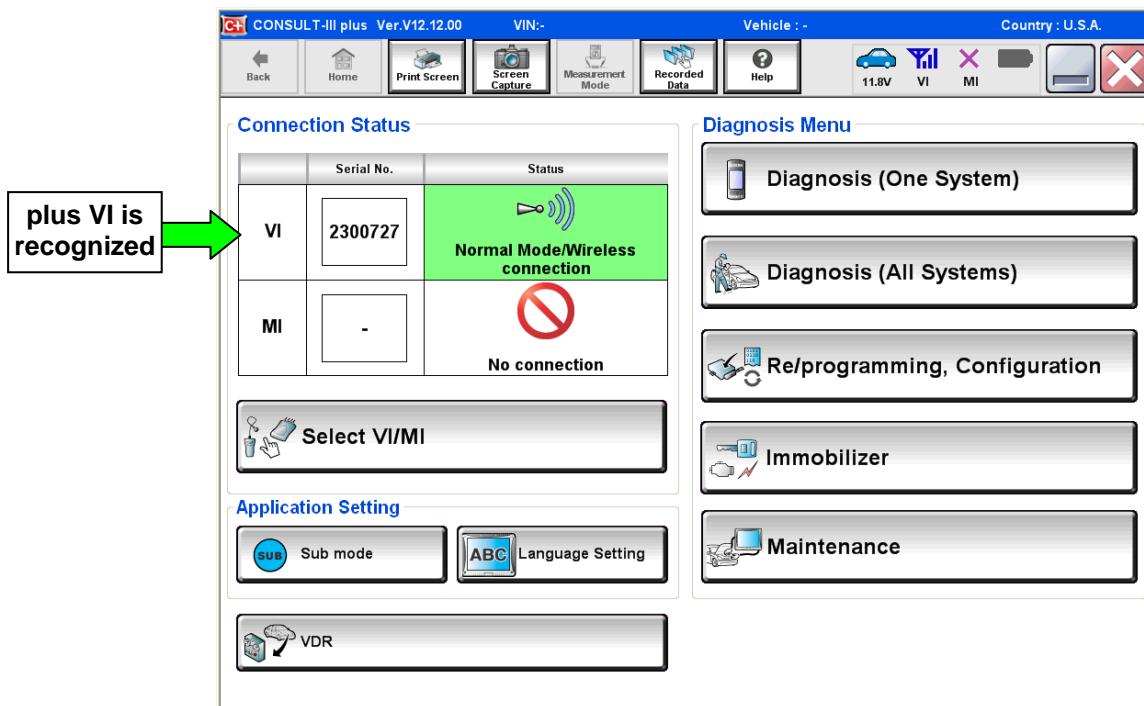 C+ CONSULT-III plus Ver.V12.12.00 VIN:- Vehicle : - Country : U.S.A.
Back
Home
Print Screen
Screen
Capture
Measurement
Mode
Recorded
Data
? Help
11.8V
VI
MI
Connection Status
Serial No. Status
plus VI is
recognized
VI 2300727
Normal Mode/Wireless
connection
MI -
No connection
Select VI/MI
Application Setting
SUB Sub mode
ABC Language Setting
VDR
Diagnosis Menu
Diagnosis (One System)
Diagnosis (All Systems)
Re/programming, Configuration
Immobilizer
Maintenance